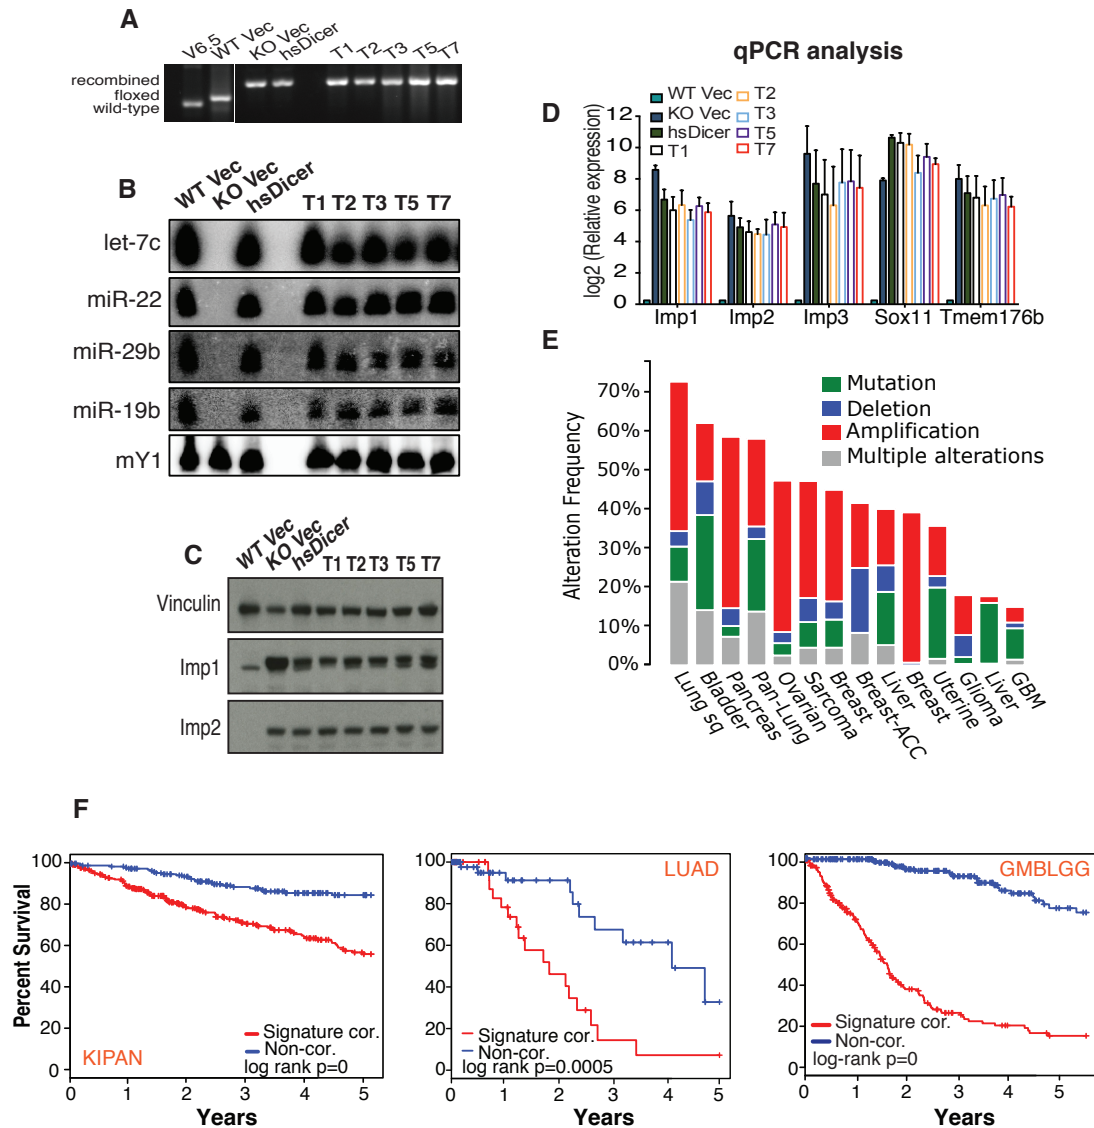 A
V6.5 WT Vec KO Vec hsDicer T1 T2 T3 T5 T7
recombined
floxed
wild-type
B
WT Vec KO Vec hsDicer T1 T2 T3 T5 T7
let-7c
miR-22
miR-29b
miR-19b
mY1
C
WT Vec KO Vec hsDicer T1 T2 T3 T5 T7
Vinculin
Imp1
Imp2
qPCR analysis
D
WT Vec T2
KO Vec T3
hsDicer T5
T1 T7
log2 (Relative expression)
12
10
8
6
4
2
0
Imp1 Imp2 Imp3 Sox11 Tmem176b
E
Mutation
Deletion
Amplification
Multiple alterations
Alteration Frequency
70%
60%
50%
40%
30%
20%
10%
0%
Lung sq Bladder Pancreas Pan-Lung Ovarian Sarcoma Breast Breast-ACC Liver Breast Uterine Glioma Liver GBM
F
Percent Survival
100
80
60
40
20
0
Signature cor.
Non-cor.
log rank p=0
KIPAN
0 1 2 3 4 5
Years
LUAD
100
80
60
40
20
0
Signature cor.
Non-cor.
log rank p=0.0005
0 1 2 3 4 5
Years
GMBLGG
100
80
60
40
20
0
Signature cor.
Non-cor.
log-rank p=0
0 1 2 3 4 5
Years